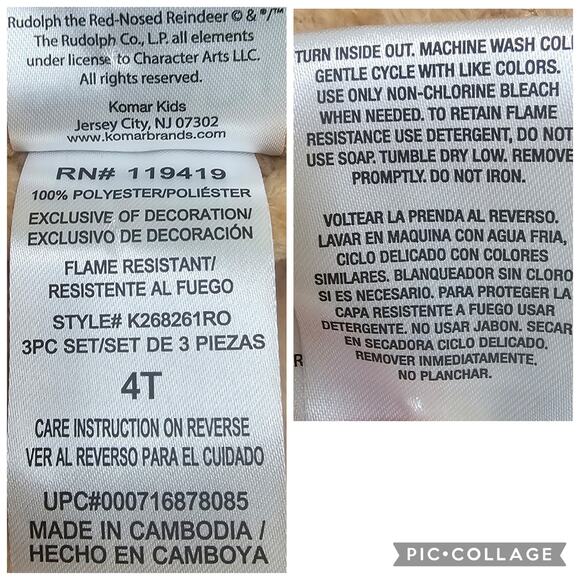 Rudolph the Red-Nosed Reindeer © & ®/™
The Rudolph Co., L.P. all elements
under license to Character Arts LLC.
All rights reserved.
Komar Kids
Jersey City, NJ 07302
www.komarbrands.com
RN# 119419
100% POLYESTER/POLIÉSTER
EXCLUSIVE OF DECORATION/
EXCLUSIVO DE DECORACIÓN
FLAME RESISTANT/
RESISTENTE AL FUEGO
STYLE# K268261RO
3PC SET/SET DE 3 PIEZAS
4T
CARE INSTRUCTION ON REVERSE
VER AL REVERSO PARA EL CUIDADO
UPC#000716878085
MADE IN CAMBODIA /
HECHO EN CAMBOYA
TURN INSIDE OUT. MACHINE WASH COL
GENTLE CYCLE WITH LIKE COLORS.
USE ONLY NON-CHLORINE BLEACH
WHEN NEEDED. TO RETAIN FLAME
RESISTANCE USE DETERGENT, DO NOT
USE SOAP. TUMBLE DRY LOW. REMOVE
PROMPTLY. DO NOT IRON.
VOLTEAR LA PRENDA AL REVERSO.
LAVAR EN MAQUINA CON AGUA FRIA,
CICLO DELICADO CON COLORES
SIMILARES. BLANQUEADOR SIN CLORO
SI ES NECESARIO. PARA PROTEGER LA
CAPA RESISTENTE A FUEGO USAR
DETERGENTE. NO USAR JABON. SECAR
EN SECADORA CICLO DELICADO.
REMOVER INMEDIATAMENTE.
NO PLANCHAR.
R
PIC•COLLAGE